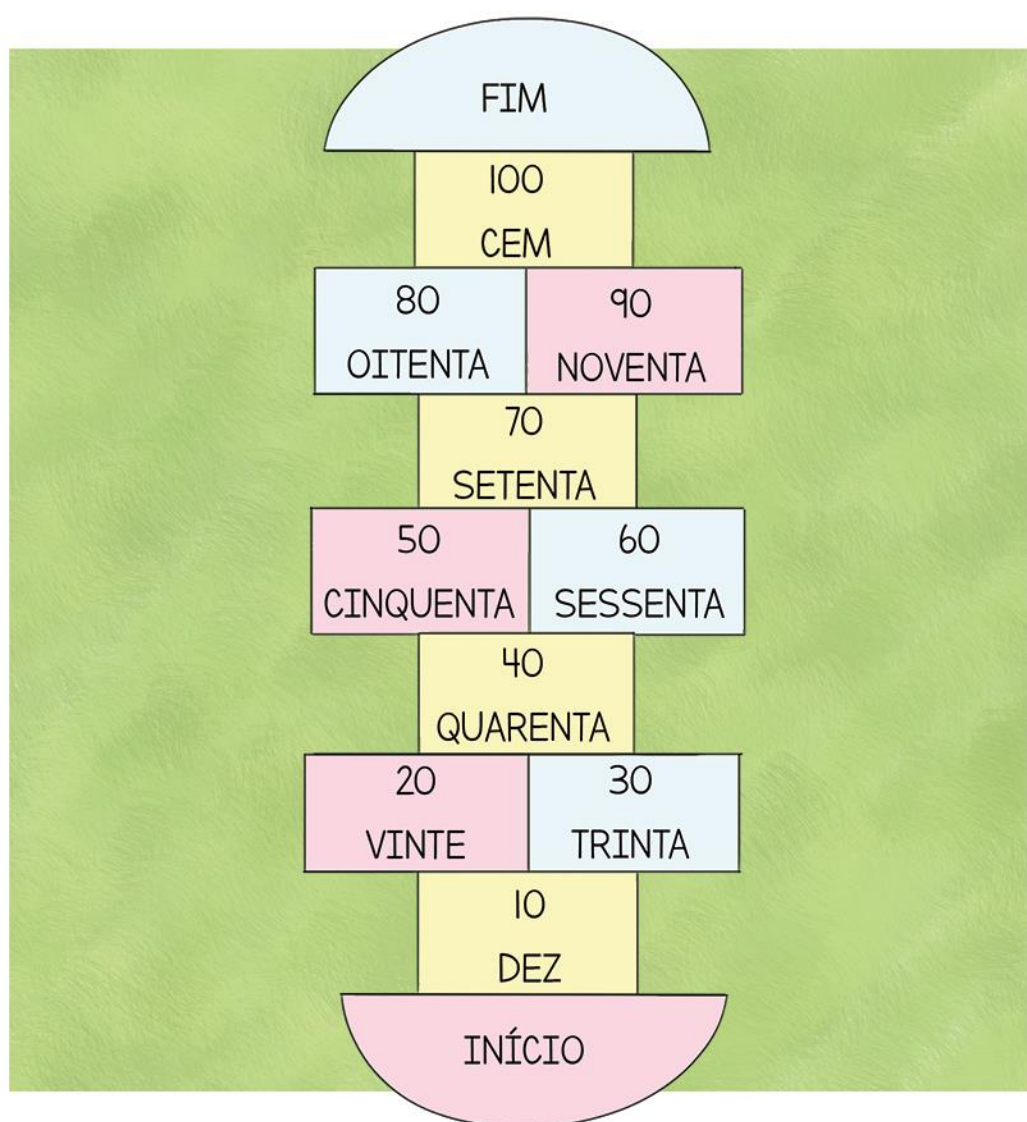 FIM
100
CEM
80
OITENTA
90
NOVENTA
70
SETENTA
50
CINQUENTA
60
SESSENTA
40
QUARENTA
20
VINTE
30
TRINTA
10
DEZ
INÍCIO